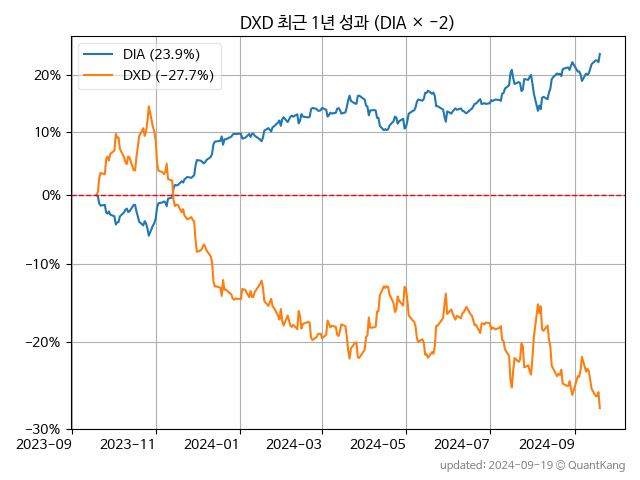 DXD 최근 1년 성과 (DIA × −2)
DIA (23.9%)
DXD (−27.7%)
20%
10%
0%
−10%
−20%
−30%
2023-09 2023-11 2024-01 2024-03 2024-05 2024-07 2024-09
updated: 2024-09-19 © QuantKang